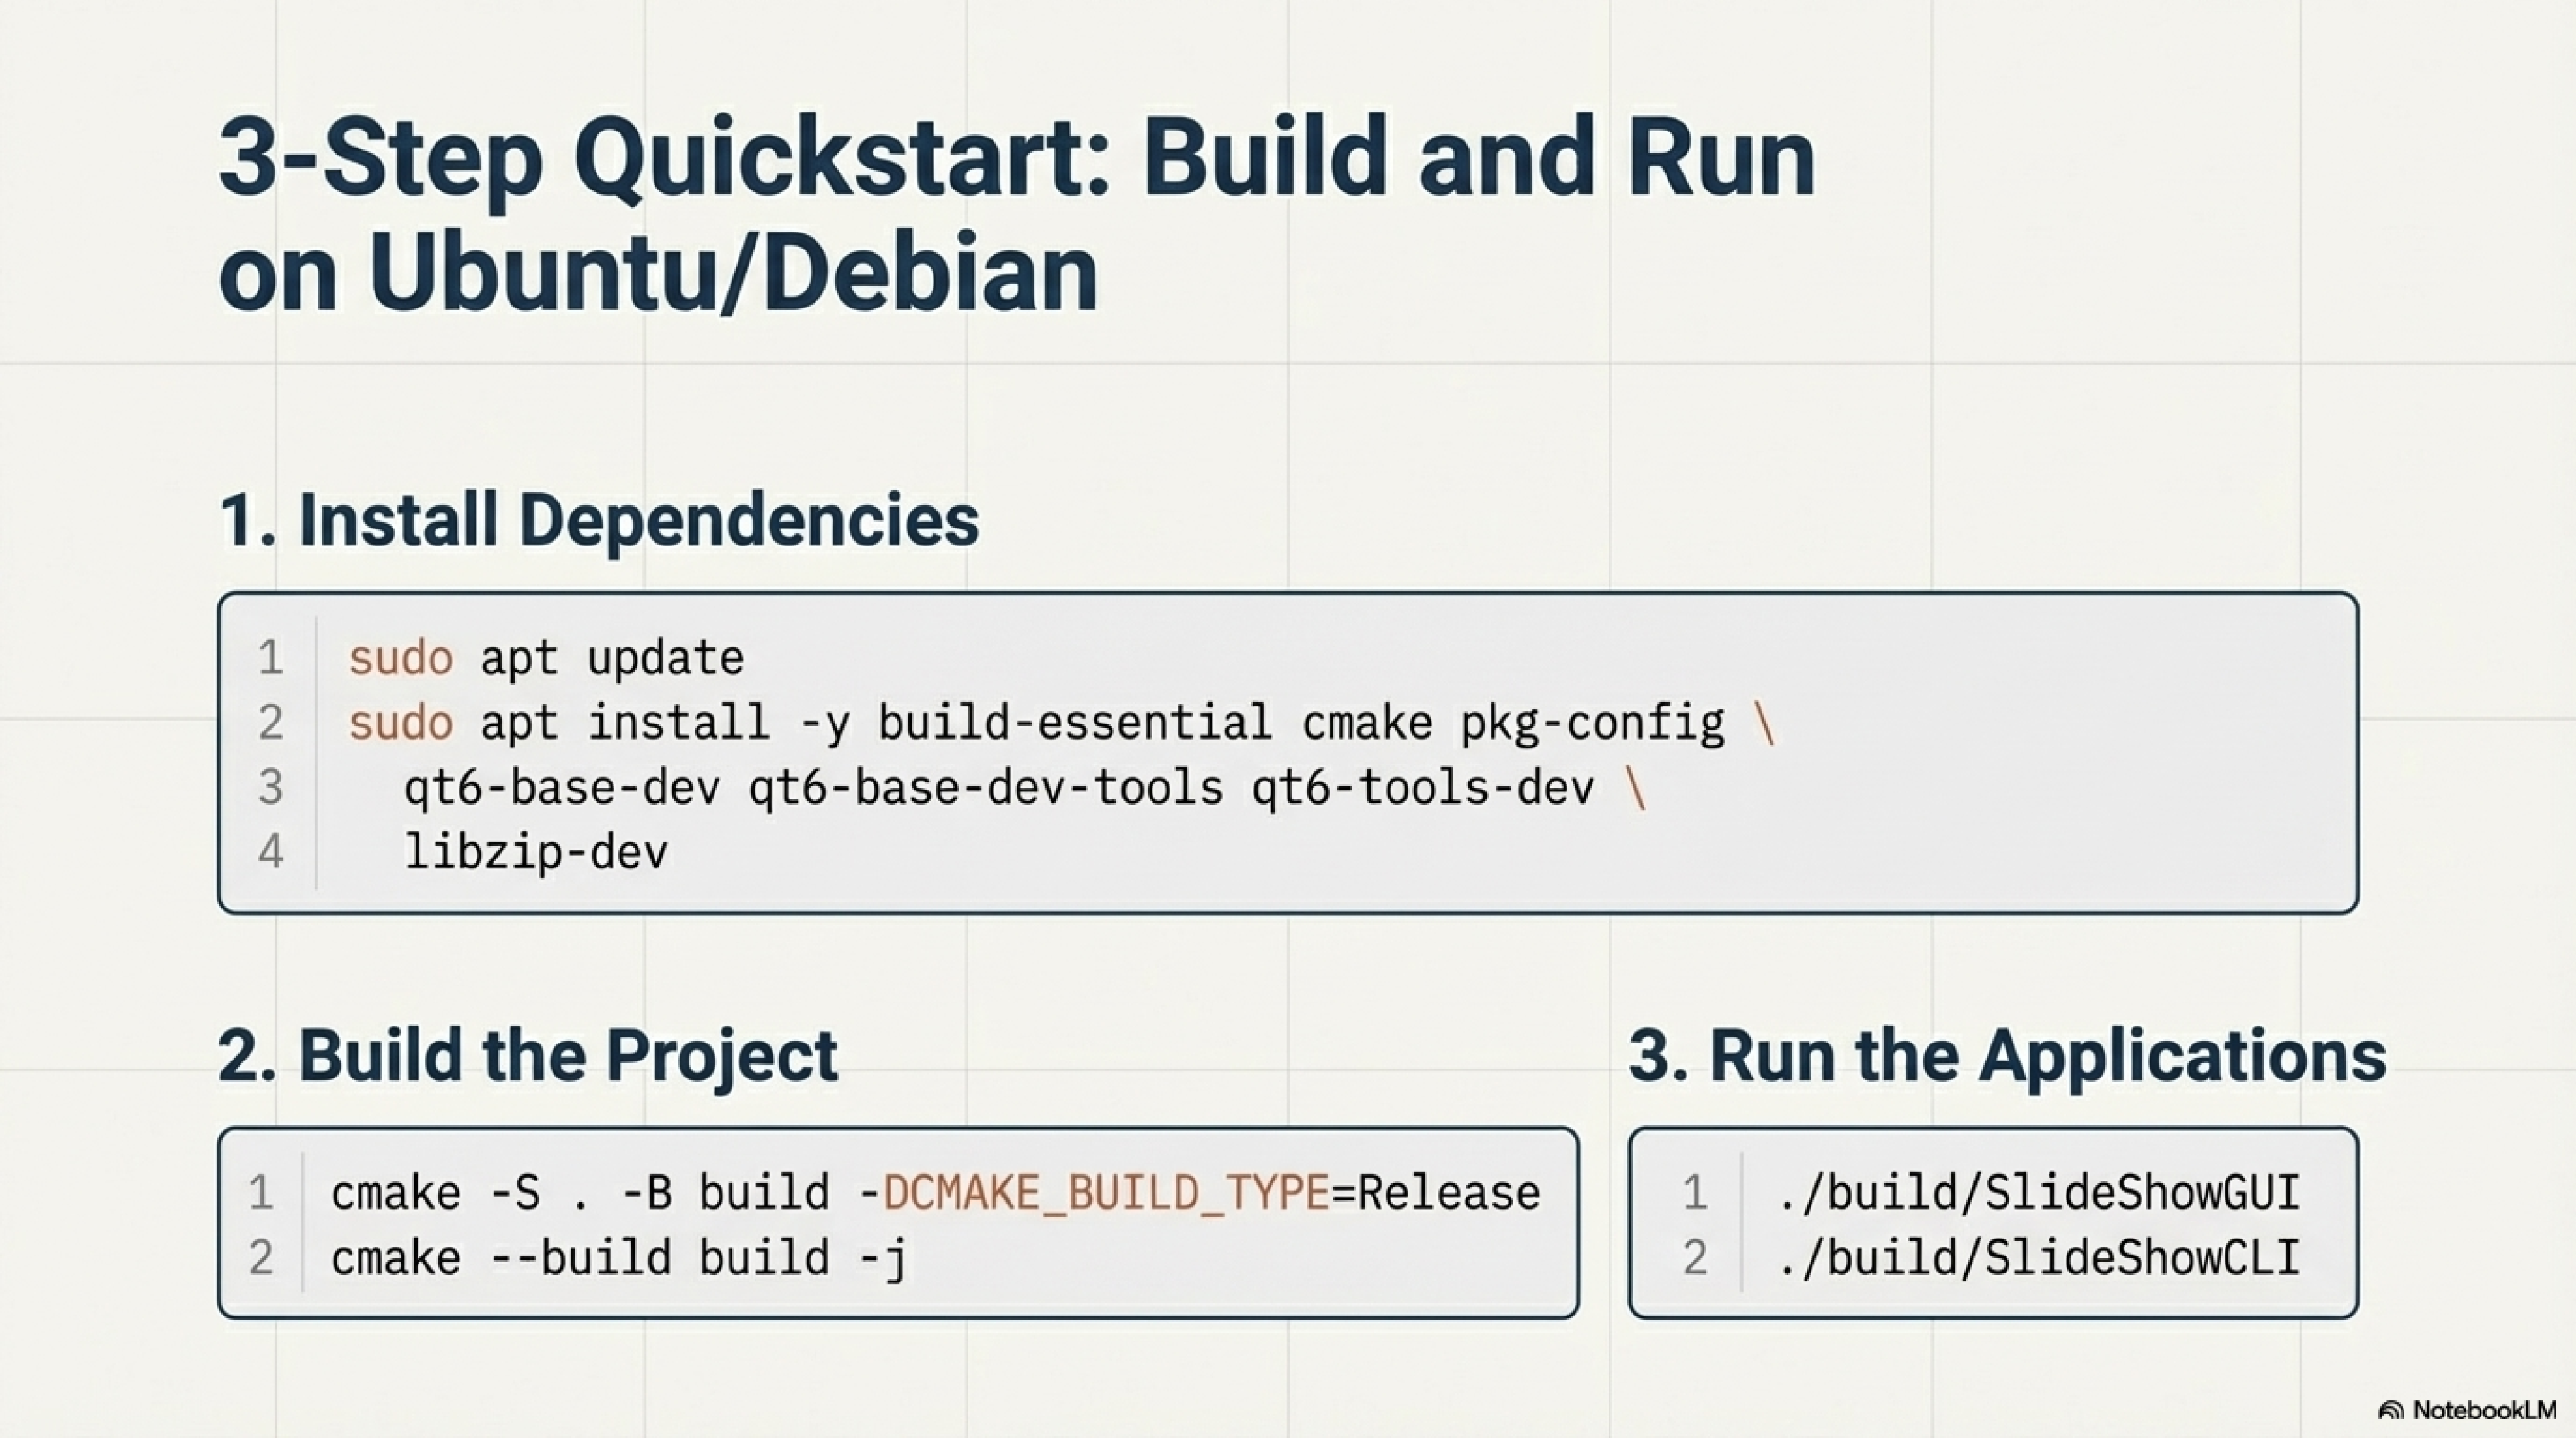 3-Step Quickstart: Build and Run
on Ubuntu/Debian
1. Install Dependencies
1 sudo apt update
2 sudo apt install -y build-essential cmake pkg-config \
3   qt6-base-dev qt6-base-dev-tools qt6-tools-dev \
4   libzip-dev
2. Build the Project
1 cmake -S . -B build -DCMAKE_BUILD_TYPE=Release
2 cmake --build build -j
3. Run the Applications
1 ./build/SlideShowGUI
2 ./build/SlideShowCLI
NotebookLM